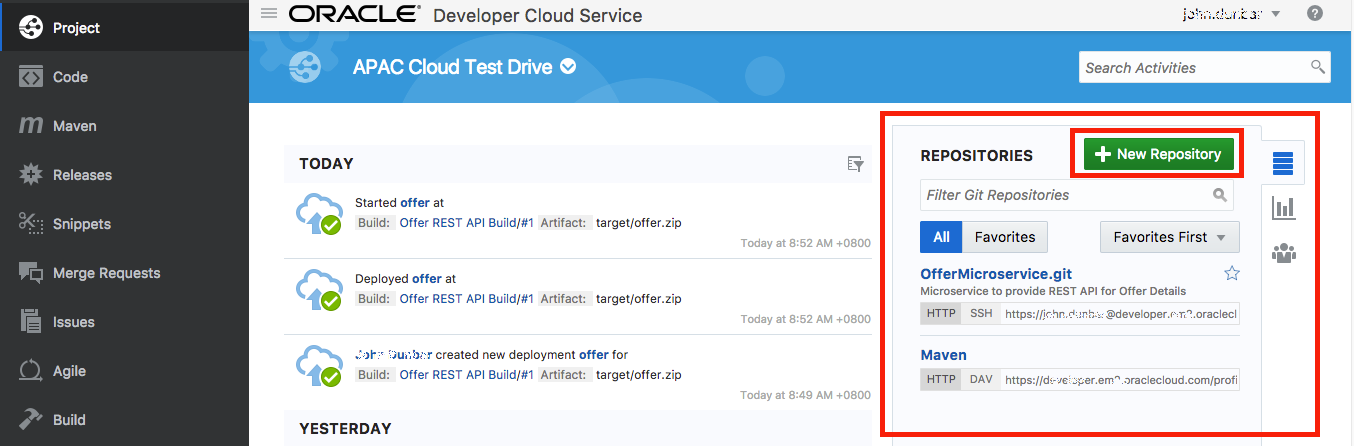 Project
Code
Maven
Releases
Snippets
Merge Requests
Issues
Agile
Build
ORACLE® Developer Cloud Service
john.dunbar
?
APAC Cloud Test Drive
Search Activities
TODAY
Started offer at
Build: Offer REST API Build/#1 Artifact: target/offer.zip
Today at 8:52 AM +0800
Deployed offer at
Build: Offer REST API Build/#1 Artifact: target/offer.zip
Today at 8:52 AM +0800
John Dunbar created new deployment offer for
Build: Offer REST API Build/#1 Artifact: target/offer.zip
Today at 8:49 AM +0800
YESTERDAY
REPOSITORIES
+ New Repository
Filter Git Repositories
All Favorites Favorites First
OfferMicroservice.git
Microservice to provide REST API for Offer Details
HTTP SSH https://john.dunbar@developer.em2.oraclecl
Maven
HTTP DAV https://developer.em2.oraclecloud.com/profi